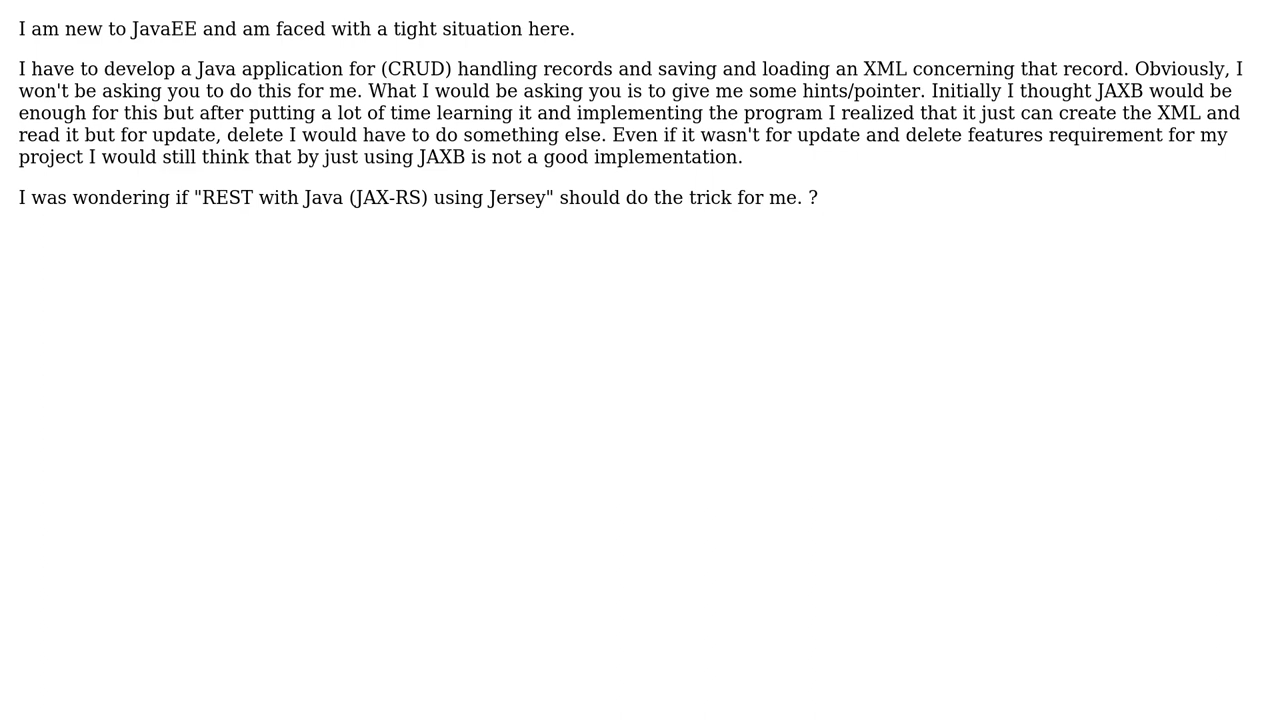 I am new to JavaEE and am faced with a tight situation here.
I have to develop a Java application for (CRUD) handling records and saving and loading an XML concerning that record. Obviously, I
won't be asking you to do this for me. What I would be asking you is to give me some hints/pointer. Initially I thought JAXB would be
enough for this but after putting a lot of time learning it and implementing the program I realized that it just can create the XML and
read it but for update, delete I would have to do something else. Even if it wasn't for update and delete features requirement for my
project I would still think that by just using JAXB is not a good implementation.
I was wondering if "REST with Java (JAX-RS) using Jersey" should do the trick for me. ?